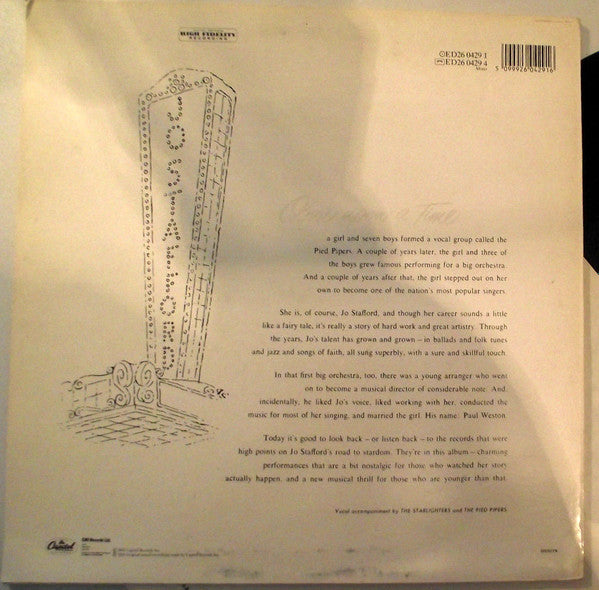 HIGH FIDELITY
RECORDING
ED26 0429 1
ED26 0429 4
Mono
5 099926 042916
Once upon a Time
a girl and seven boys formed a vocal group called the
Pied Pipers. A couple of years later, the girl and three of
the boys grew famous performing for a big orchestra.
And a couple of years after that, the girl stepped out on her
own to become one of the nation's most popular singers.
She is, of course, Jo Stafford, and though her career sounds a little
like a fairy tale, it's really a story of hard work and great artistry. Through
the years, Jo's talent has grown and grown – in ballads and folk tunes
and jazz and songs of faith, all sung superbly, with a sure and skillful touch.
In that first big orchestra, too, there was a young arranger who went
on to become a musical director of considerable note. And,
incidentally, he liked Jo's voice, liked working with her, conducted the
music for most of her singing, and married the girl. His name: Paul Weston.
Today it's good to look back – or listen back – to the records that were
high points on Jo Stafford's road to stardom. They're in this album – charming
performances that are a bit nostalgic for those who watched her story
actually happen, and a new musical thrill for those who are younger than that.
Vocal accompaniment by THE STARLIGHTERS and THE PIED PIPERS.
JO STAFFORD
Capitol
EMI Records Ltd.